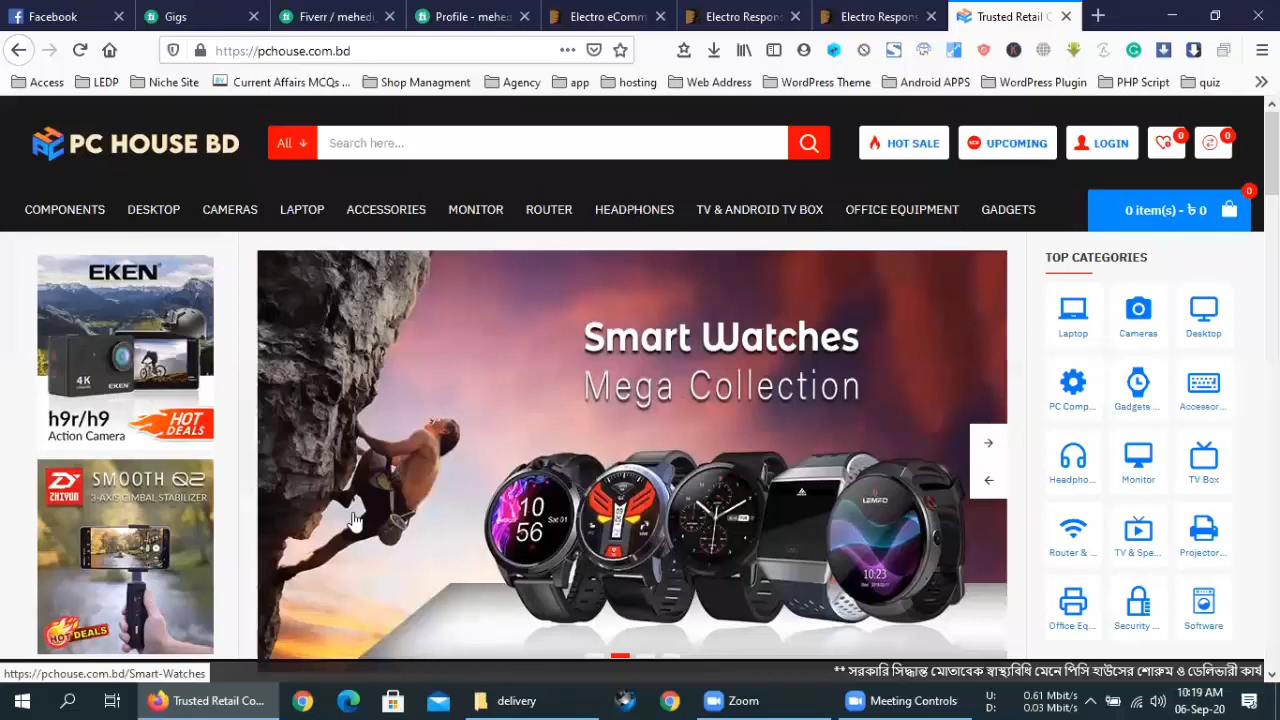 Facebook
Gigs
Fiverr / mehedi_
Profile - mehed
Electro eComm
Electro Respons
Electro Respons
Trusted Retail C
https://pchouse.com.bd
Access
LEDP
Niche Site
Current Affairs MCQs ...
Shop Managment
Agency
app
hosting
Web Address
WordPress Theme
Android APPS
WordPress Plugin
PHP Script
quiz
PC HOUSE BD
All
Search here...
HOT SALE
UPCOMING
LOGIN
0
0
COMPONENTS
DESKTOP
CAMERAS
LAPTOP
ACCESSORIES
MONITOR
ROUTER
HEADPHONES
TV & ANDROID TV BOX
OFFICE EQUIPMENT
GADGETS
0 item(s) - ৳ 0
0
EKEN
4K
EKEN
h9r/h9
Action Camera
HOT DEALS
ZHIYUN
SMOOTH Q2
3-AXIS GIMBAL STABILIZER
HOT DEALS
Smart Watches
Mega Collection
10
56
Sat 01
LEMFO
10:23
TOP CATEGORIES
Laptop
Cameras
Desktop
PC Comp...
Gadgets ...
Accessor...
Headpho...
Monitor
TV Box
Router & ...
TV & Spe...
Projector...
Office Eq...
Security ...
Software
https://pchouse.com.bd/Smart-Watches
** সরকারি সিদ্ধান্ত মোতাবেক স্বাস্থ্যবিধি মেনে পিসি হাউসের শোরুম ও ডেলিভারী কার্য
Trusted Retail Co...
delivery
Zoom
Meeting Controls
U: 0.61 Mbit/s
D: 0.03 Mbit/s
10:19 AM
06-Sep-20